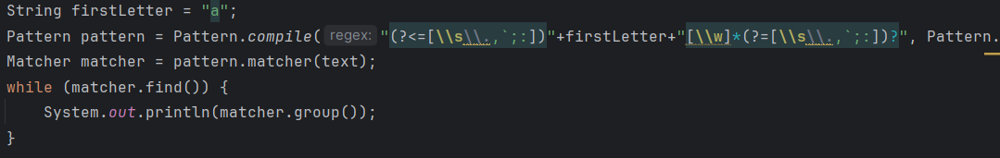 String firstLetter = "a";
Pattern pattern = Pattern.compile( regex: "(?<=[\\s\\.,`;:])"+firstLetter+"[\\w]*(?=[\\s\\.,`;:])?", Pattern.
Matcher matcher = pattern.matcher(text);
while (matcher.find()) {
    System.out.println(matcher.group());
}